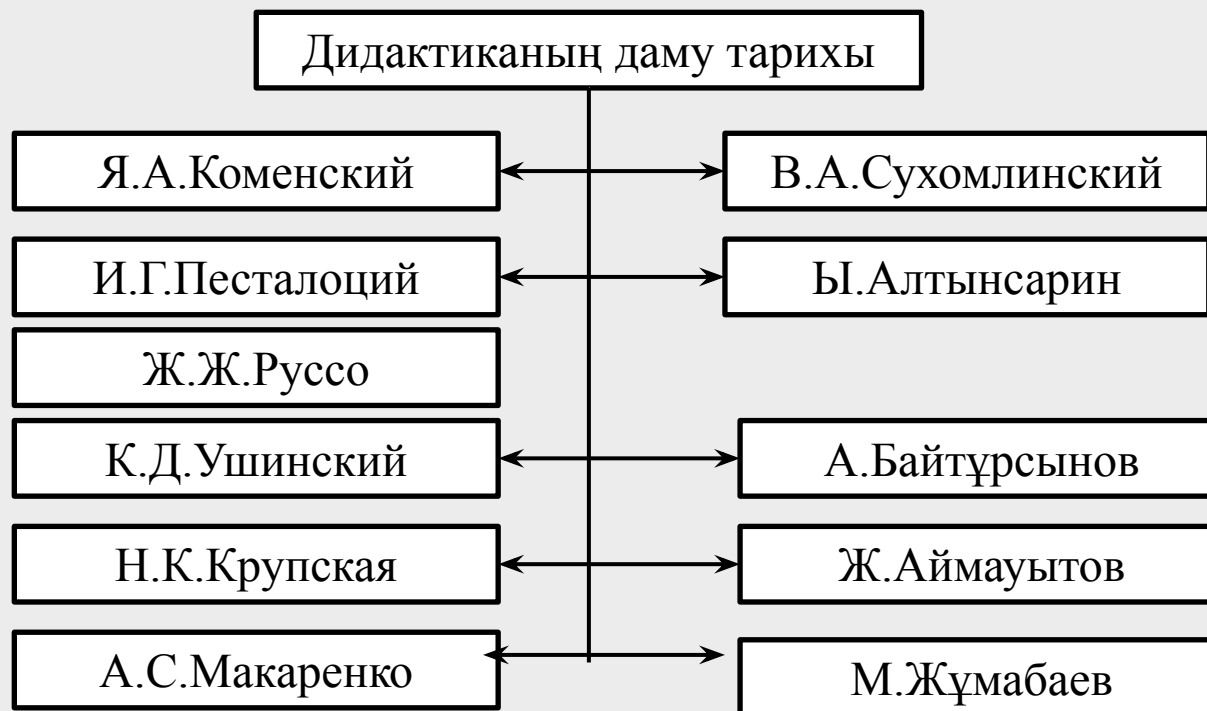 Дидактиканың даму тарихы
Я.А.Коменский
В.А.Сухомлинский
И.Г.Песталоций
Ы.Алтынсарин
Ж.Ж.Руссо
К.Д.Ушинский
А.Байтұрсынов
Н.К.Крупская
Ж.Аймауытов
А.С.Макаренко
М.Жұмабаев